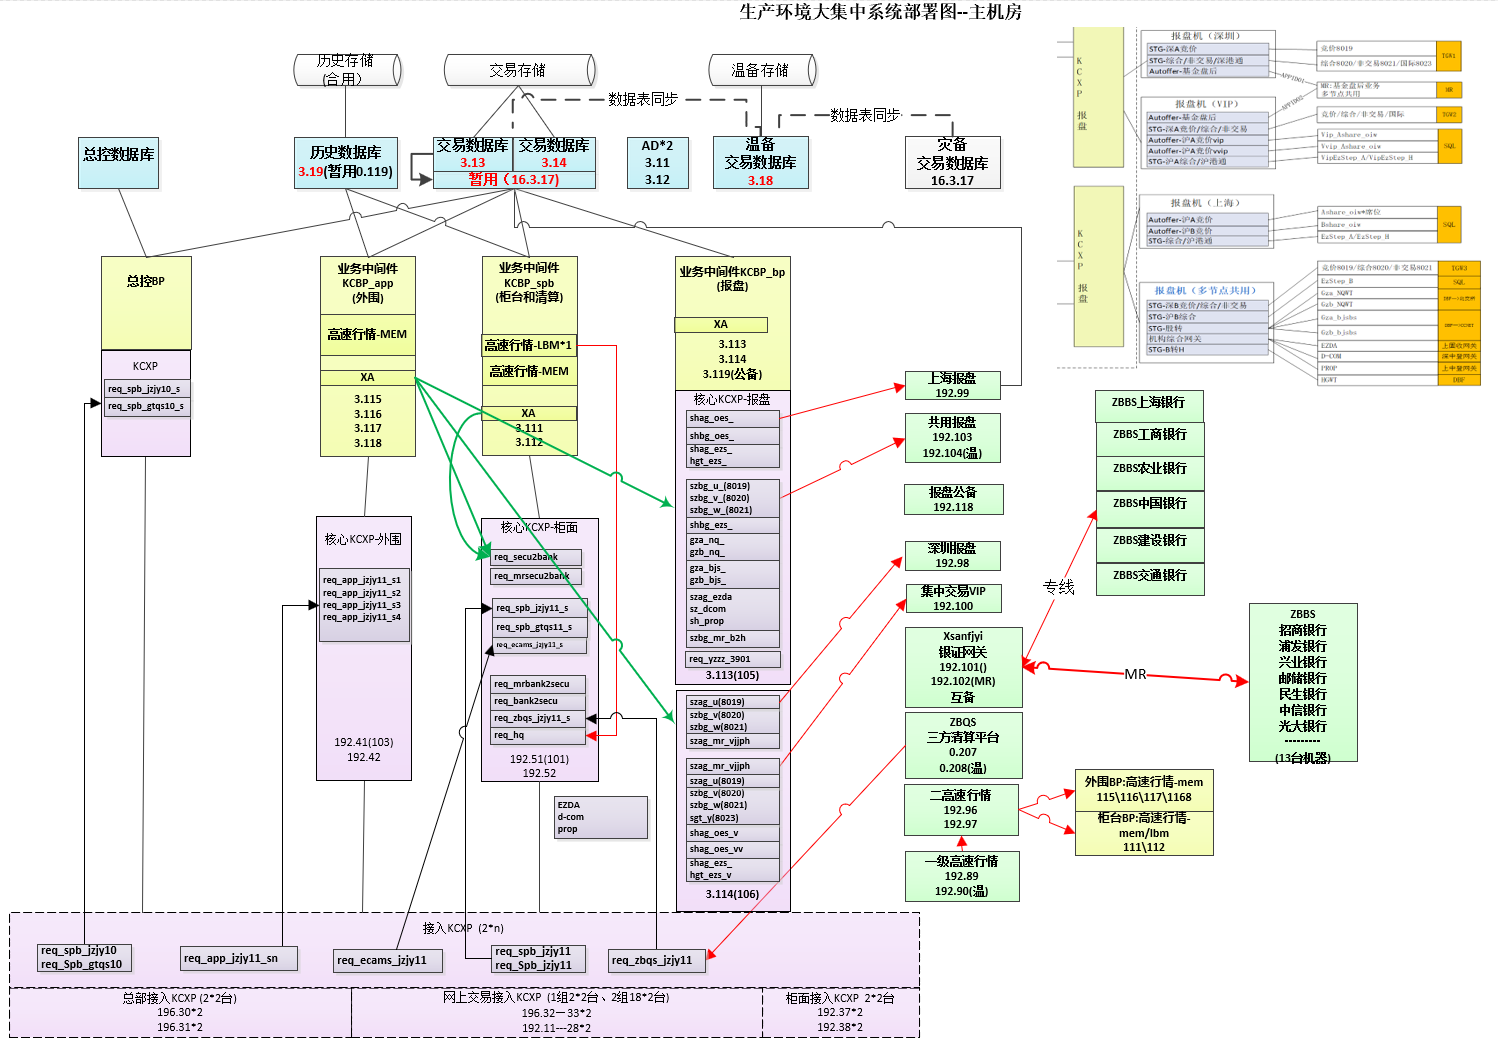 生产环境大集中系统部署图--主机房
历史存储
(合用)
交易存储
温备存储
数据表同步
数据表同步
总控数据库
历史数据库
3.19(暂用0.119)
交易数据库
3.13
交易数据库
3.14
暂用（16.3.17)
AD*2
3.11
3.12
温备
交易数据库
3.18
灾备
交易数据库
16.3.17
KCXP
报盘
报盘机（深圳）
STG-深A竞价
STG-综合/非交易/深港通
Autoffer-基金盘后
竞价8019
综合8020/非交易8021/国际8023
TGW1
APP1D01
APP1D02
MR:基金盘后业务
多节点共用
MR
报盘机（VIP）
Autoffer-基金盘后
STG-深A竞价/综合/非交易
Autoffer-沪A竞价vip
Autoffer-沪A竞价vvip
STG-沪A综合/沪港通
竞价/综合/非交易/国际
TGW2
Vip_Ashare_oiw
Vvip_Ashare_oiw
VipEzStep_A/VipEzStep_H
SQL
KCXP
报盘
报盘机（上海）
Autoffer-沪A竞价
Autoffer-沪B竞价
STG-综合/沪港通
Ashare_oiw*席位
Bshare_oiw
EzStep_A/EzStep_H
SQL
报盘机（多节点共用）
STG-深B竞价/综合/非交易
STG-沪B综合
STG-股转
机构综合网关
STG-B转H
竞价8019/综合8020/非交易8021
TGW3
EzStep_B
SQL
Gza_NQWT
Gzb_NQWT
Gza_bjsbs
Gzb_bjsbs
EZDA
D-COM
PROP
HGWT
DBF
总控BP
KCXP
req_spb_jzjy10_s
req_spb_gtqs10_s
业务中间件
KCBP_app
(外围)
高速行情-MEM
XA
3.115
3.116
3.117
3.118
业务中间件
KCBP_spb
(柜台和清算)
高速行情-LBM*1
高速行情-MEM
XA
3.111
3.112
业务中间件KCBP_bp
(报盘)
XA
3.113
3.114
3.119(公备)
核心KCXP-报盘
shag_oes_
shbg_oes_
shag_ezs_
hgt_ezs_
szbg_u_(8019)
szbg_v_(8020)
szbg_w_(8021)
shbg_ezs_
gza_nq_
gzb_nq_
gza_bjs_
gzb_bjs_
szag_ezda
sz_dcom
sh_prop
szbg_mr_b2h
req_yzzz_3901
3.113(105)
szag_u(8019)
szbg_v(8020)
szbg_w(8021)
szag_mr_vjjph
szag_mr_vjjph
szag_u(8019)
szbg_v(8020)
szbg_w(8021)
sgt_y(8023)
shag_oes_v
shag_oes_vv
shag_ezs_
hgt_ezs_v
3.114(106)
核心KCXP-外围
req_app_jzjy11_s1
req_app_jzjy11_s2
req_app_jzjy11_s3
req_app_jzjy11_s4
192.41(103)
192.42
核心KCXP-柜面
req_secu2bank
req_mrsecu2bank
req_spb_jzjy11_s
req_spb_gtqs11_s
req_ecams_jzjy11_s
req_mrbank2secu
req_bank2secu
req_zbqs_jzjy11_s
req_hq
192.51(101)
192.52
EZDA
d-com
prop
上海报盘
192.99
共用报盘
192.103
192.104(温)
报盘公备
192.118
深圳报盘
192.98
集中交易VIP
192.100
Xsanfjyi
银证网关
192.101()
192.102(MR)
互备
ZBQS
三方清算平台
0.207
0.208(温)
二高速行情
192.96
192.97
一级高速行情
192.89
192.90(温)
ZBBS上海银行
ZBBS工商银行
ZBBS农业银行
ZBBS中国银行
ZBBS建设银行
ZBBS交通银行
专线
MR
ZBBS
招商银行
浦发银行
兴业银行
邮储银行
民生银行
中信银行
光大银行
---------
(13台机器)
外围BP:高速行情-mem
115\116\117\1168
柜台BP:高速行情-
mem/lbm
111\112
接入KCXP（2*n)
req_spb_jzjy10
req_Spb_gtqs10
req_app_jzjy11_sn
req_ecams_jzjy11
req_spb_jzjy11
req_Spb_jzjy11
req_zbqs_jzjy11
总部接入KCXP (2*2台)
196.30*2
196.31*2
网上交易接入KCXP（1组2*2台、2组18*2台)
196.32—33*2
192.11---28*2
柜面接入KCXP 2*2台
192.37*2
192.38*2